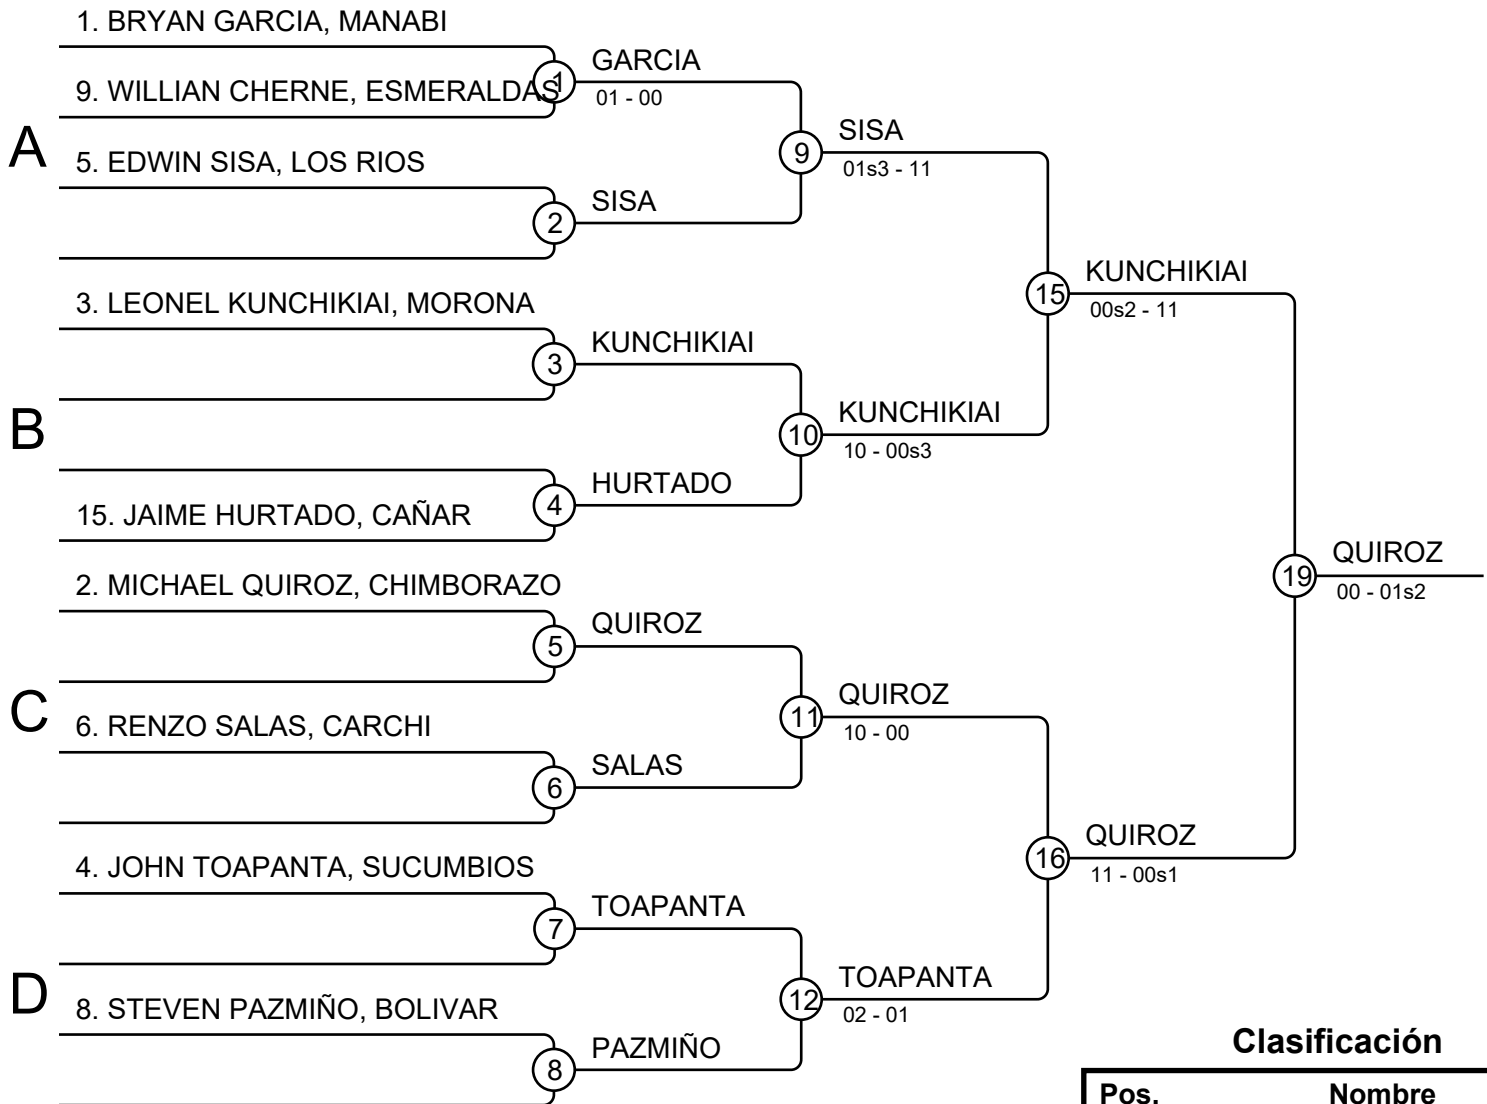 1. BRYAN GARCIA, MANABI
GARCIA
1
9. WILLIAN CHERNE, ESMERALDAS
01 - 00
SISA
A
9
5. EDWIN SISA, LOS RIOS
01s3 - 11
SISA
2
KUNCHIKIAI
15
3. LEONEL KUNCHIKIAI, MORONA
00s2 - 11
KUNCHIKIAI
3
KUNCHIKIAI
B
10
10 - 00s3
HURTADO
4
15. JAIME HURTADO, CAÑAR
QUIROZ
19
2. MICHAEL QUIROZ, CHIMBORAZO
00 - 01s2
QUIROZ
5
QUIROZ
C
11
6. RENZO SALAS, CARCHI
10 - 00
SALAS
6
QUIROZ
16
4. JOHN TOAPANTA, SUCUMBIOS
11 - 00s1
TOAPANTA
7
TOAPANTA
D
12
8. STEVEN PAZMIÑO, BOLIVAR
02 - 01
PAZMIÑO
8
Clasificación
Pos. Nombre